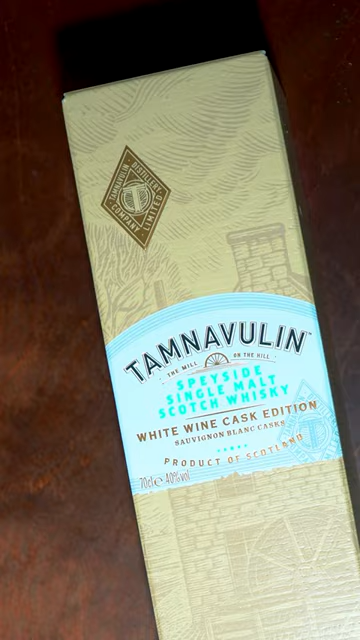 TAMNAVULIN DISTILLERY
COMPANY LIMITED
TAMNAVULIN™
THE MILL ON THE HILL
SPEYSIDE
SINGLE MALT
SCOTCH WHISKY
WHITE WINE CASK EDITION
SAUVIGNON BLANC CASKS
PRODUCT OF SCOTLAND
70cl e 40%vol